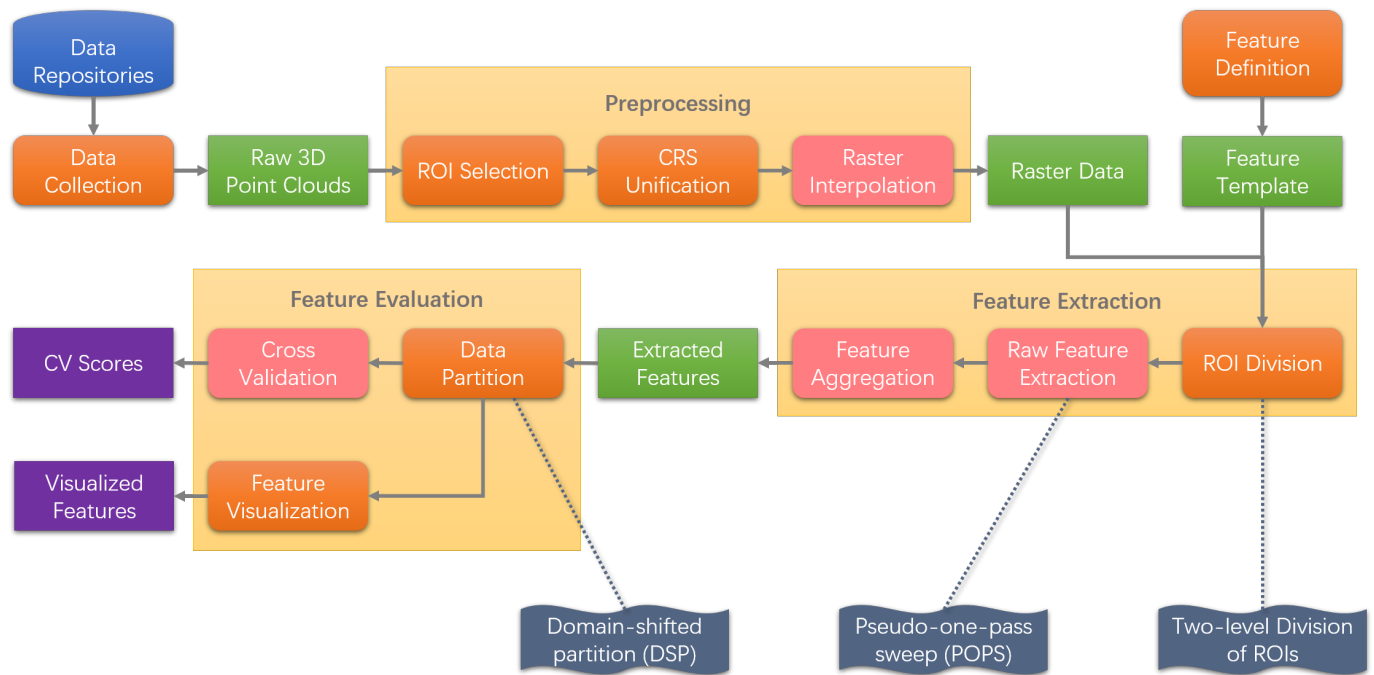 Data
Repositories
Feature
Definition
Preprocessing
Data
Collection
Raw 3D
Point Clouds
ROI Selection
CRS
Unification
Raster
Interpolation
Raster Data
Feature
Template
Feature Evaluation
Feature Extraction
CV Scores
Cross
Validation
Data
Partition
Extracted
Features
Feature
Aggregation
Raw Feature
Extraction
ROI Division
Visualized
Features
Feature
Visualization
Domain-shifted
partition (DSP)
Pseudo-one-pass
sweep (POPS)
Two-level Division
of ROIs